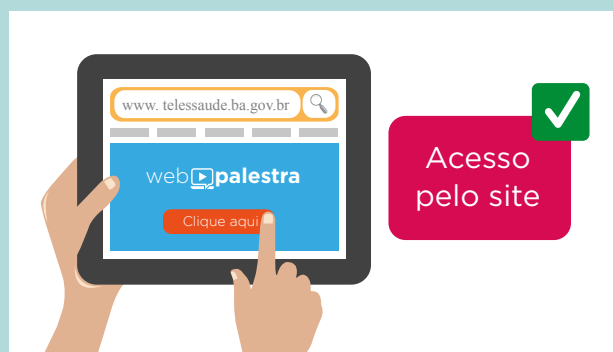 www. telessaude.ba.gov.br
webpalestra
Clique aqui
Acesso
pelo site